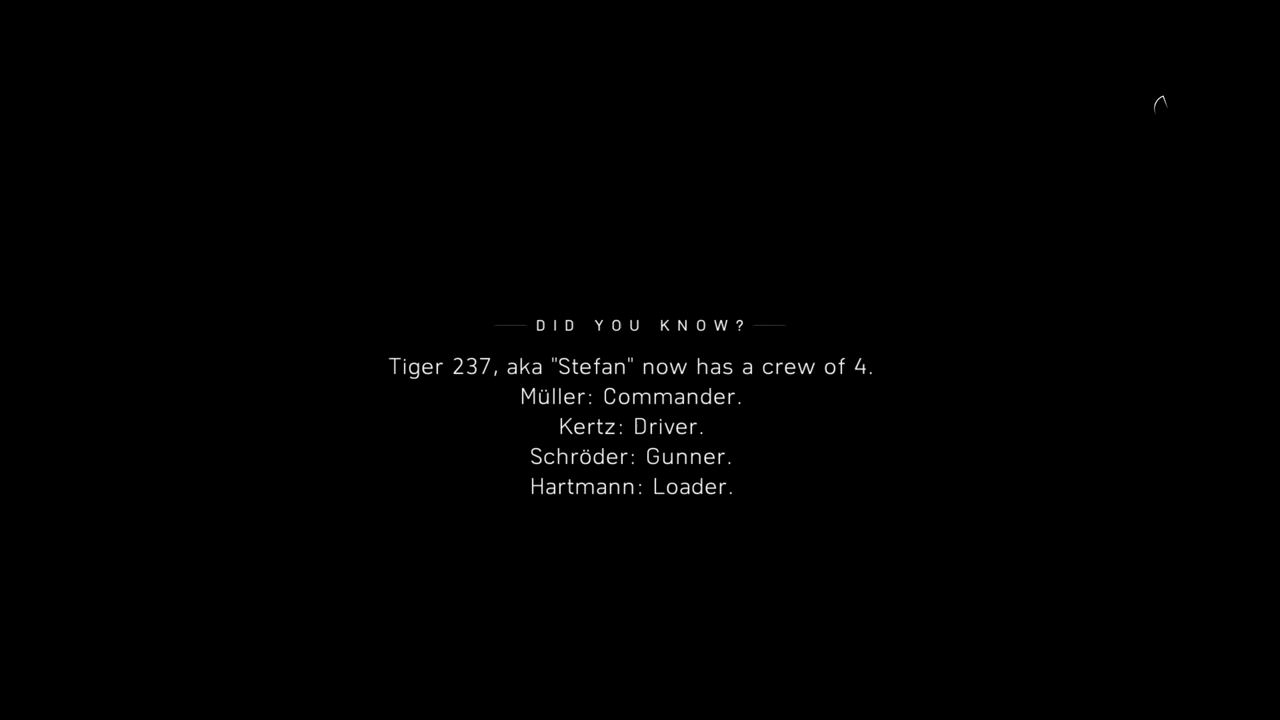 DID YOU KNOW?
Tiger 237, aka "Stefan" now has a crew of 4.
Müller: Commander.
Kertz: Driver.
Schröder: Gunner.
Hartmann: Loader.